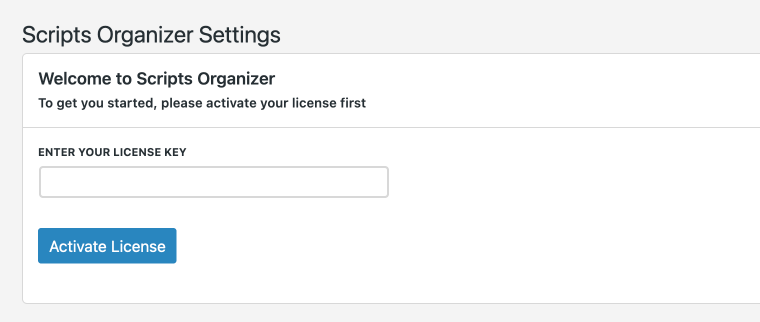 Scripts Organizer Settings
Welcome to Scripts Organizer
To get you started, please activate your license first
ENTER YOUR LICENSE KEY
Activate License